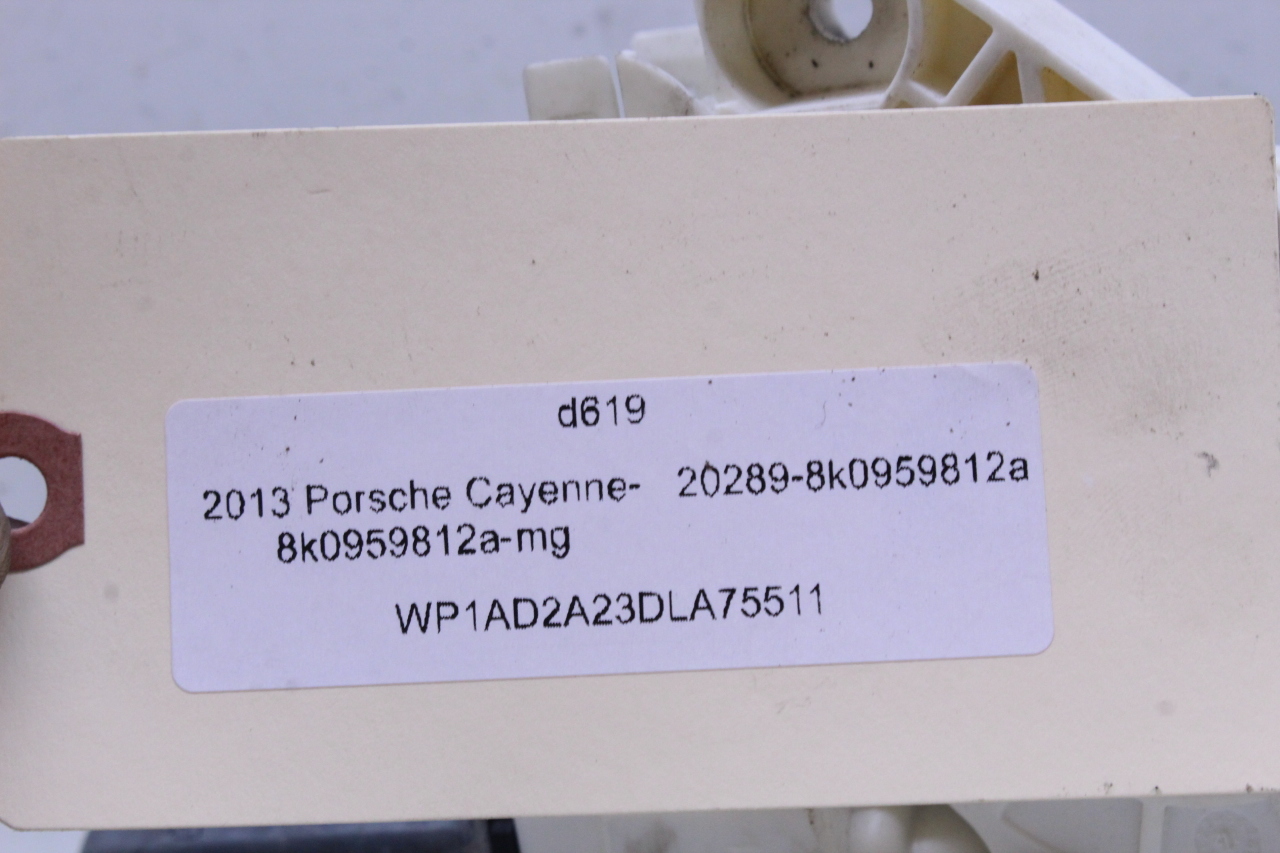 d619
2013 Porsche Cayenne- 20289-8k0959812a
8k0959812a-mg
WP1AD2A23DLA75511